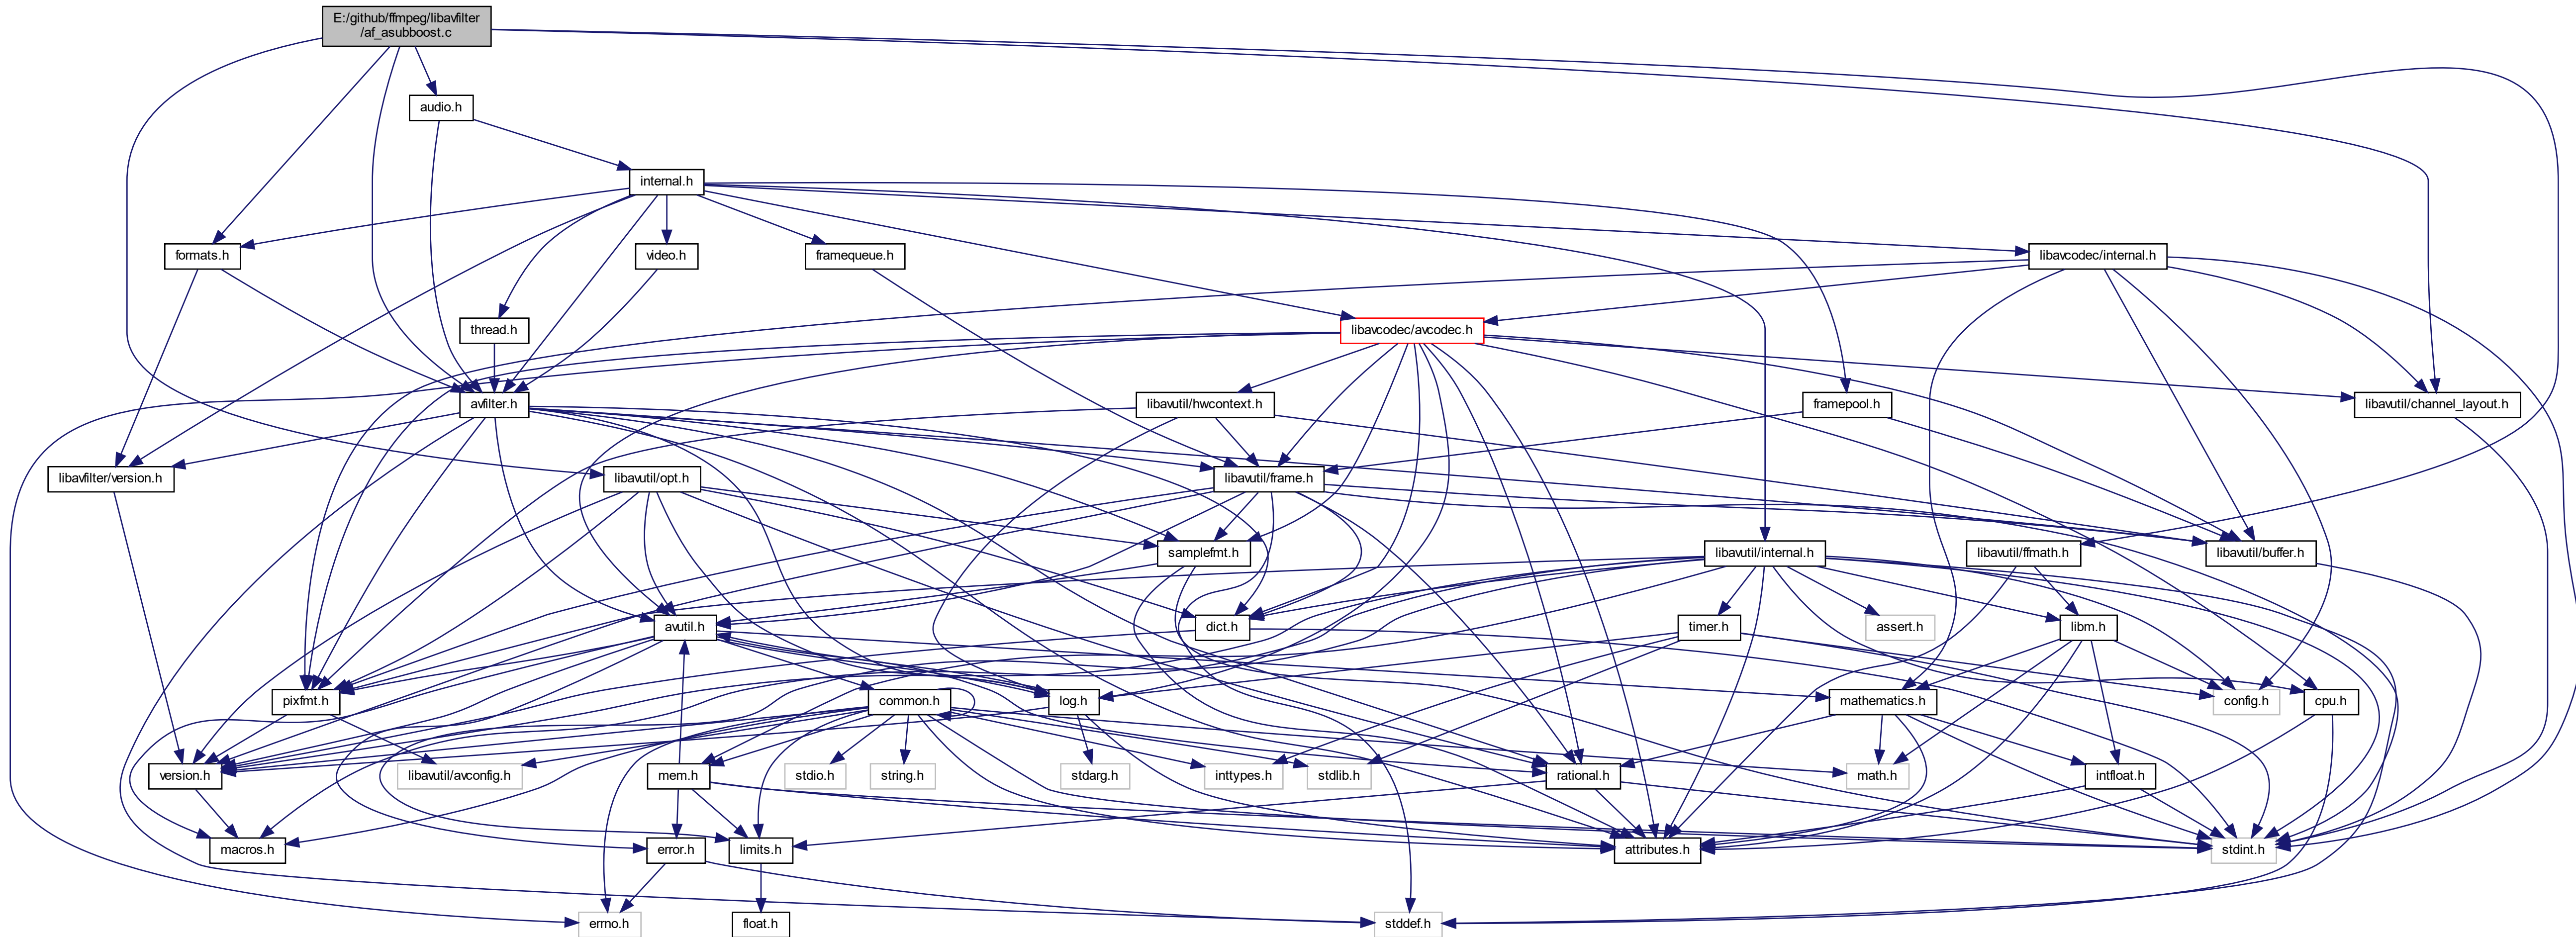 E:/github/ffmpeg/libavfilter
/af_asubboost.c
audio.h
internal.h
formats.h
video.h
framequeue.h
libavcodec/internal.h
thread.h
libavcodec/avcodec.h
avfilter.h
libavutil/hwcontext.h
framepool.h
libavutil/channel_layout.h
libavfilter/version.h
libavutil/opt.h
libavutil/frame.h
samplefmt.h
libavutil/internal.h
libavutil/ffmath.h
libavutil/buffer.h
avutil.h
dict.h
timer.h
assert.h
libm.h
pixfmt.h
common.h
log.h
mathematics.h
config.h
cpu.h
version.h
libavutil/avconfig.h
mem.h
stdio.h
string.h
stdarg.h
inttypes.h
stdlib.h
rational.h
math.h
intfloat.h
macros.h
error.h
limits.h
attributes.h
stdint.h
errno.h
float.h
stddef.h